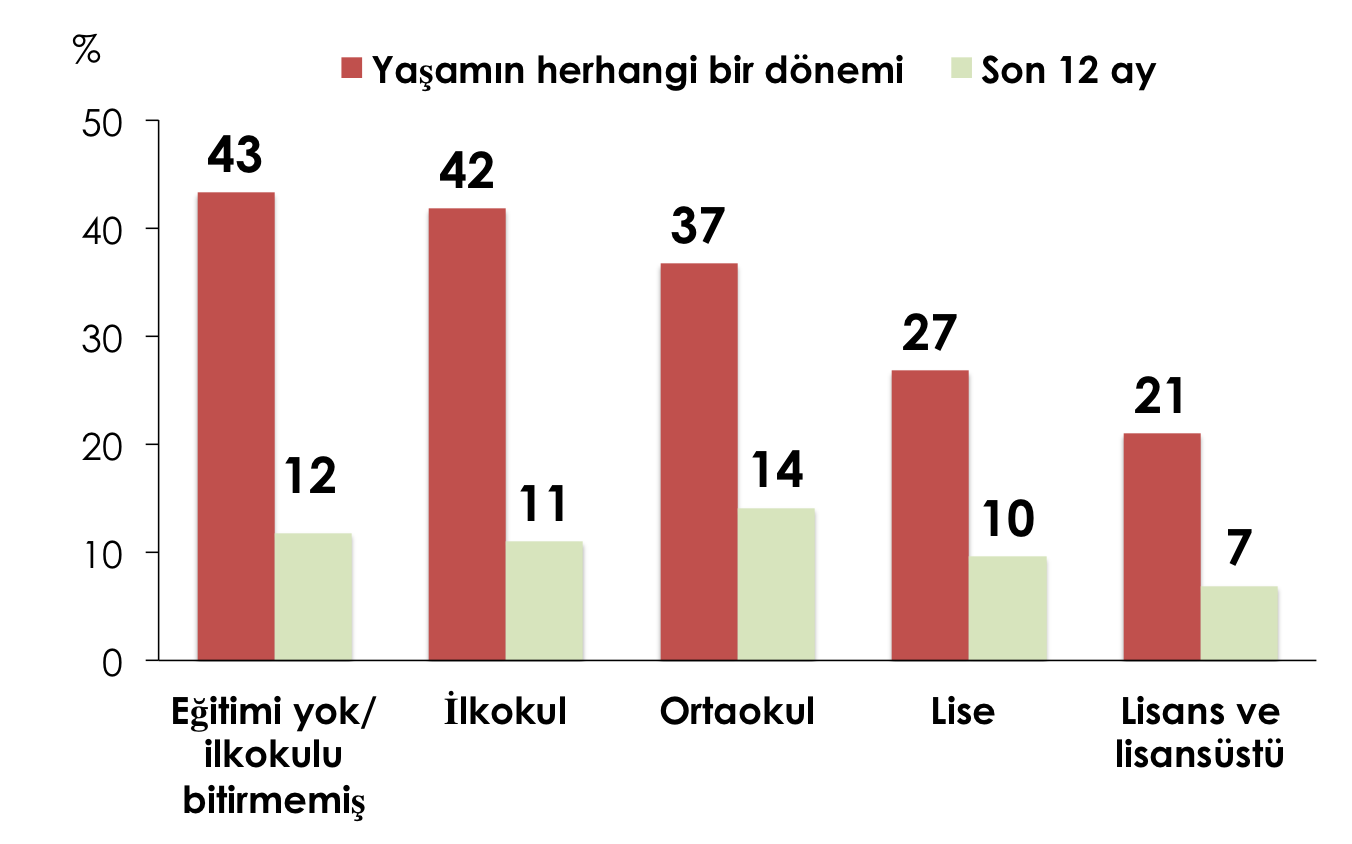 %
Yaşamın herhangi bir dönemi Son 12 ay
50
43
42
40
37
30
27
21
20
14
12
11
10
10
7
0
Eğitimi yok/
ilkokulu
bitirmemiş
İlkokul
Ortaokul
Lise
Lisans ve
lisansüstü